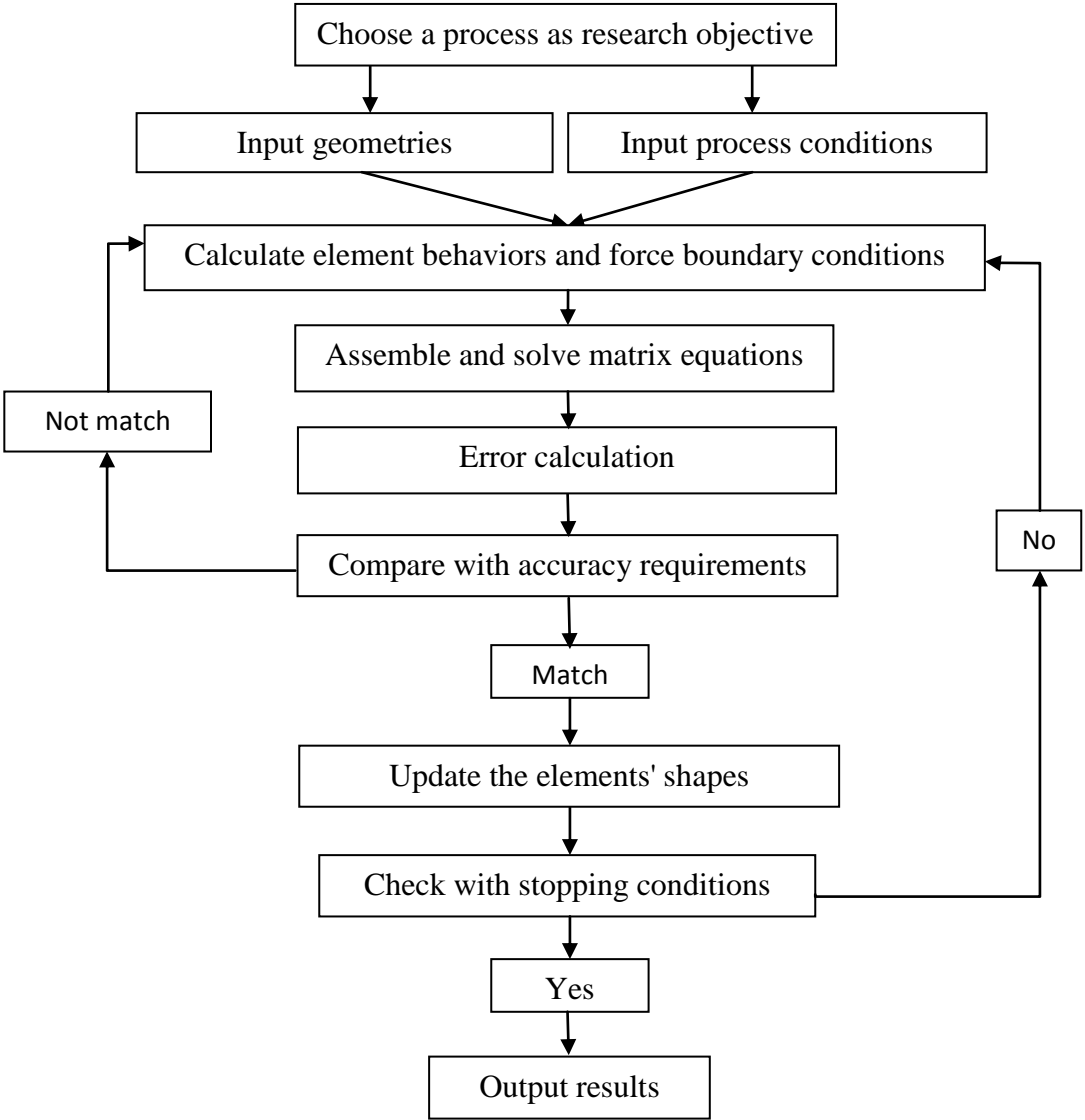 Choose a process as research objective
Input geometries
Input process conditions
Calculate element behaviors and force boundary conditions
Assemble and solve matrix equations
Not match
Error calculation
No
Compare with accuracy requirements
Match
Update the elements' shapes
Check with stopping conditions
Yes
Output results